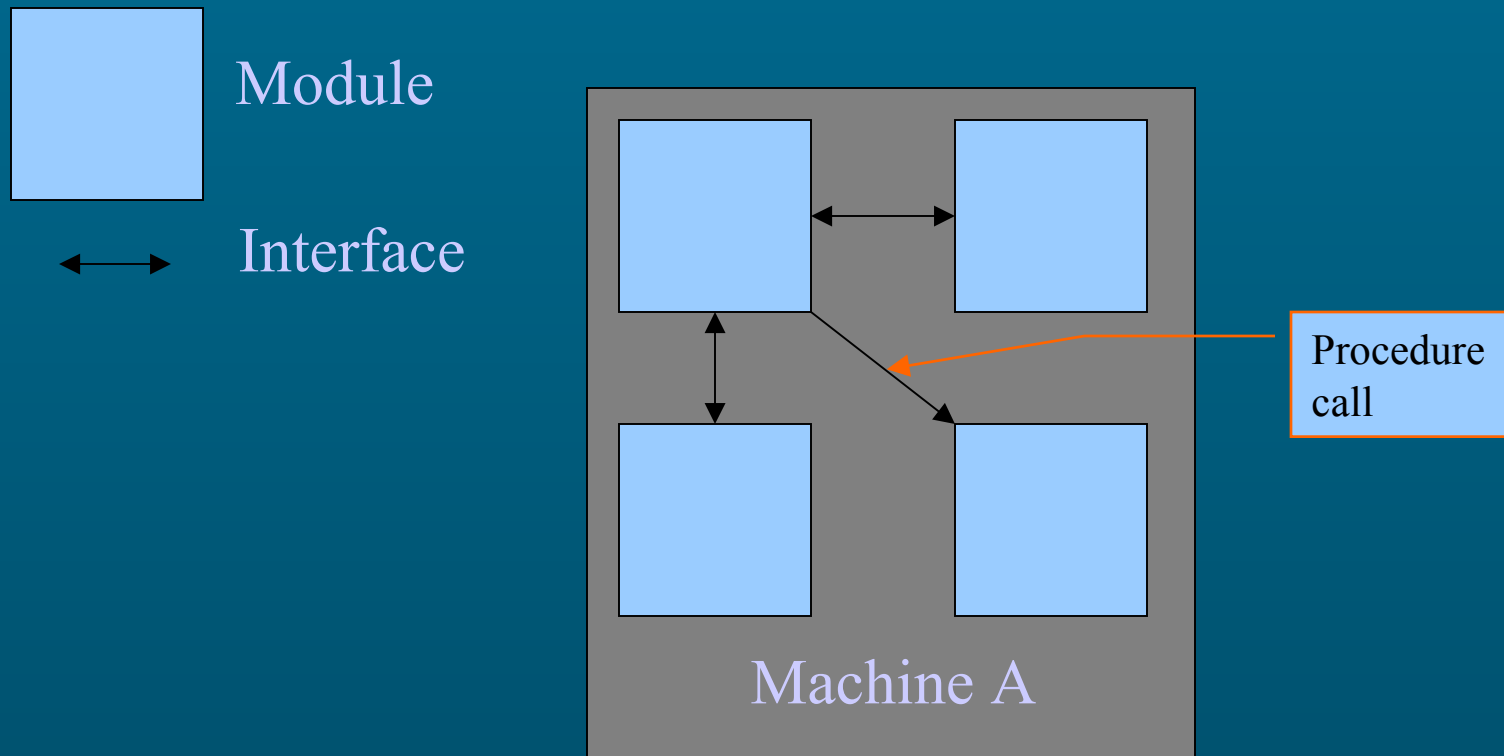 Module
Interface
Procedure
call
Machine A